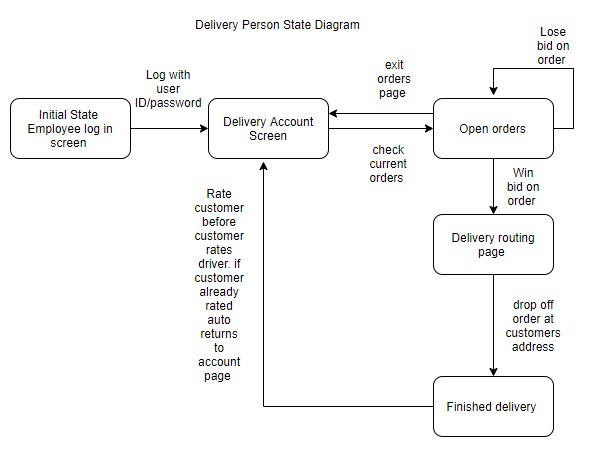 Delivery Person State Diagram
Lose
bid on
order
exit
orders
page
Log with
user
ID/password
Initial State
Employee log in
screen
Delivery Account
Screen
Open orders
check
current
orders
Win
bid on
order
Rate
customer
before
customer
rates
driver. if
customer
already
rated
auto
returns
to
account
page
Delivery routing
page
drop off
order at
customers
address
Finished delivery